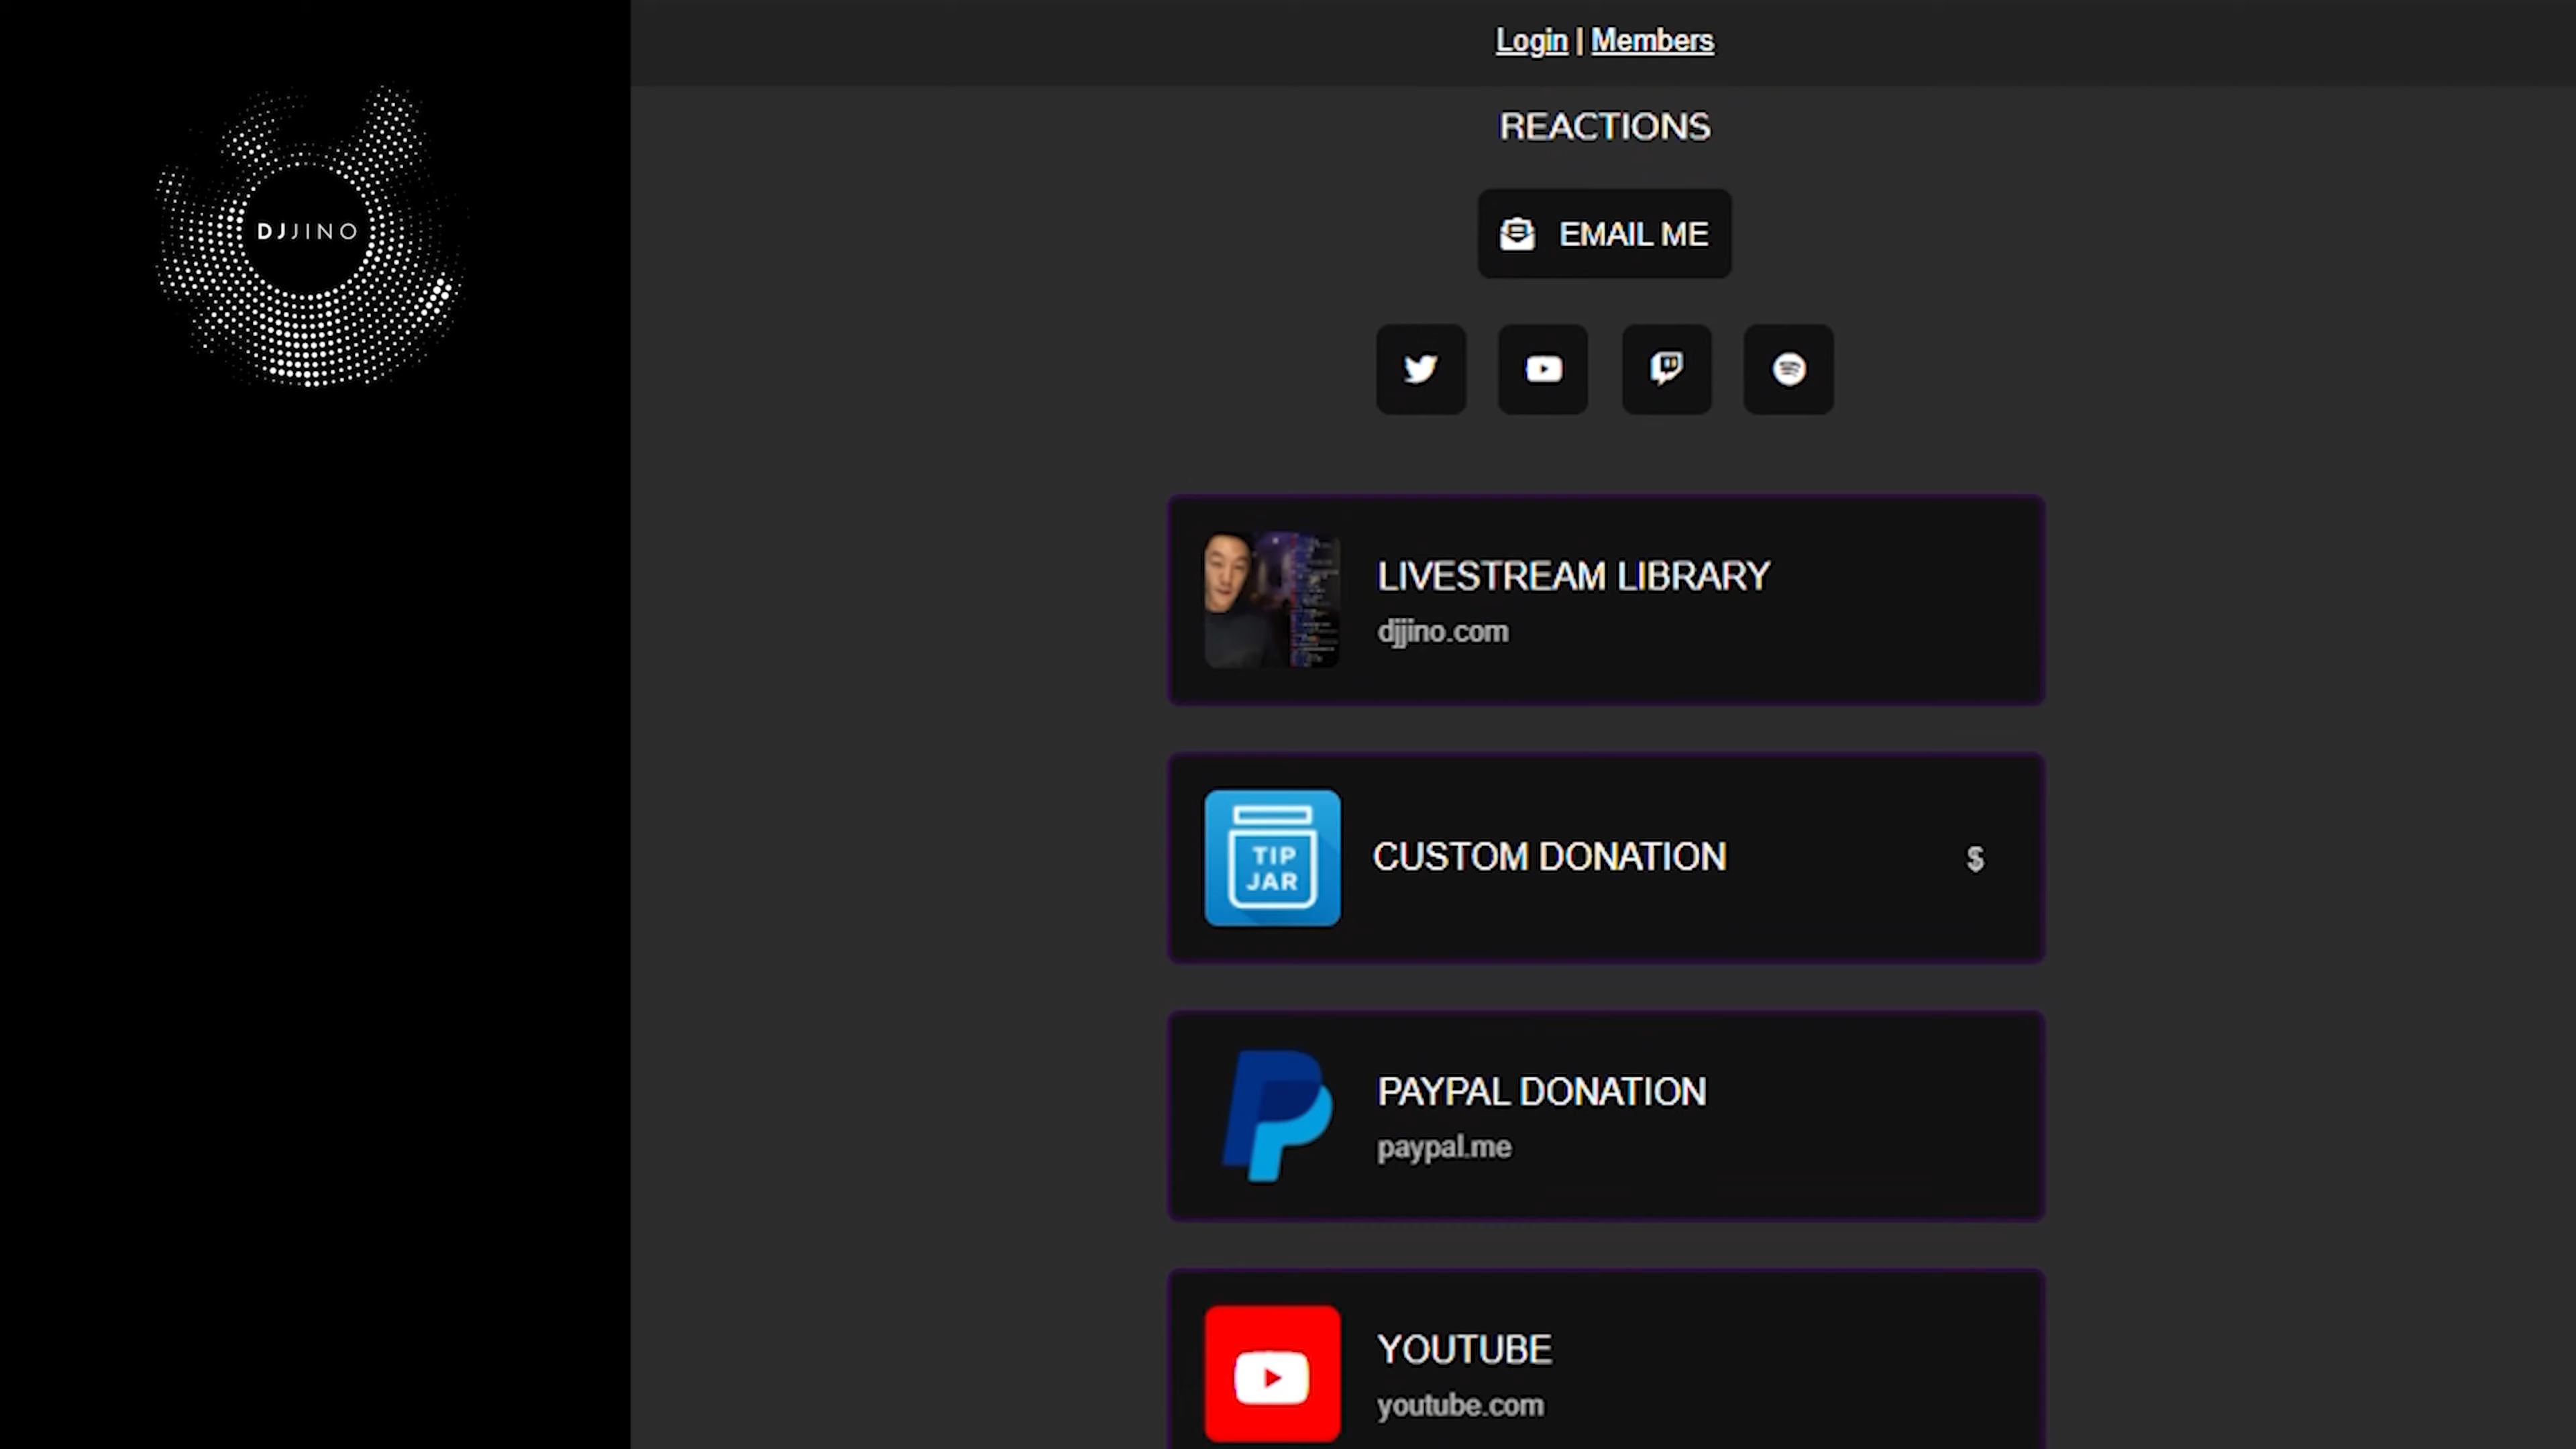 DJJINO
Login | Members
REACTIONS
EMAIL ME
LIVESTREAM LIBRARY
djjino.com
TIP
JAR
CUSTOM DONATION
$
PAYPAL DONATION
paypal.me
YOUTUBE
youtube.com